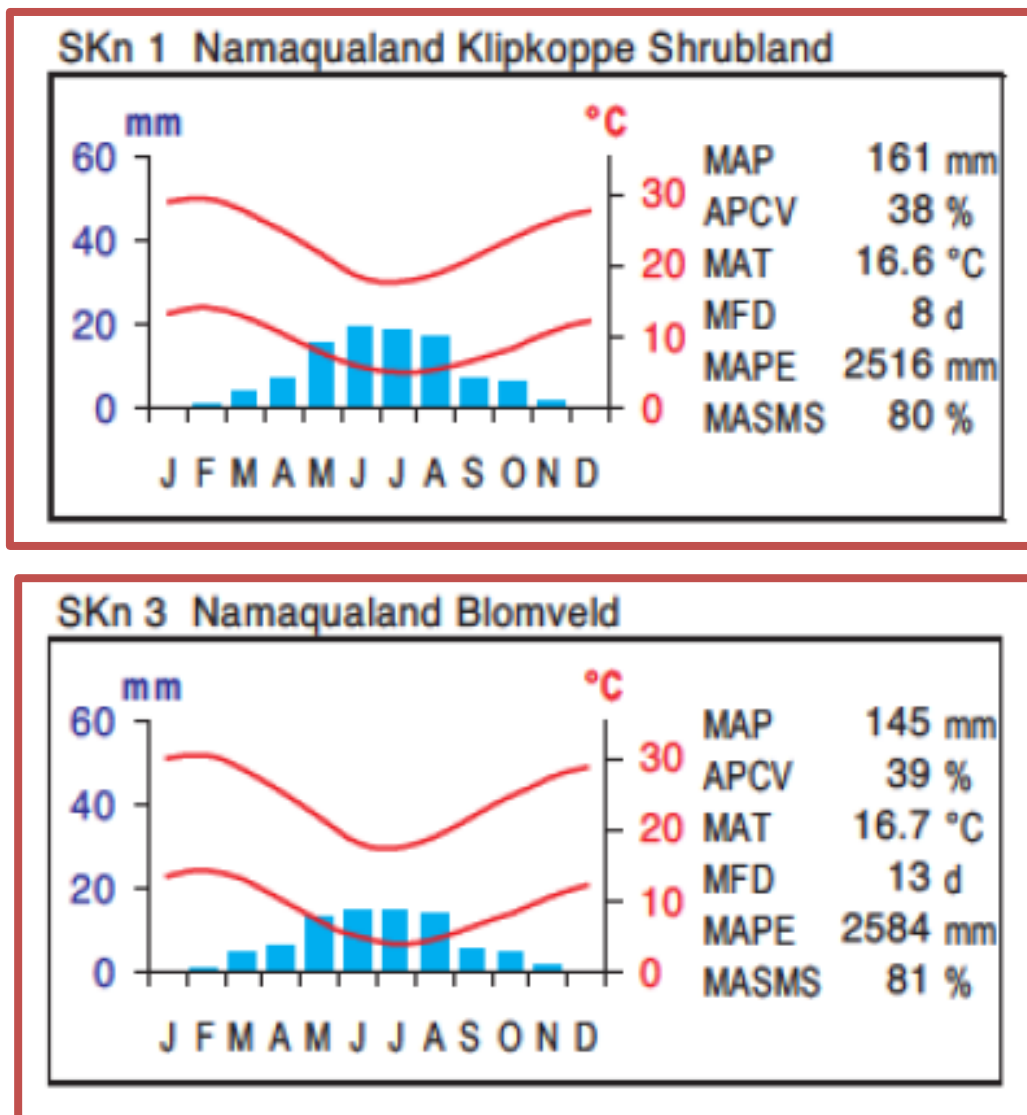 SKn 1 Namaqualand Klipkoppe Shrubland
mm °C
60 MAP 161 mm
30
APCV 38 %
40
20 MAT 16.6 °C
20 MFD 8 d
10
MAPE 2516 mm
0 0 MASMS 80 %
J F M A M J J A S O N D
SKn 3 Namaqualand Blomveld
mm °C
60 MAP 145 mm
30
APCV 39 %
40
20 MAT 16.7 °C
20 MFD 13 d
10
MAPE 2584 mm
0 0 MASMS 81 %
J F M A M J J A S O N D